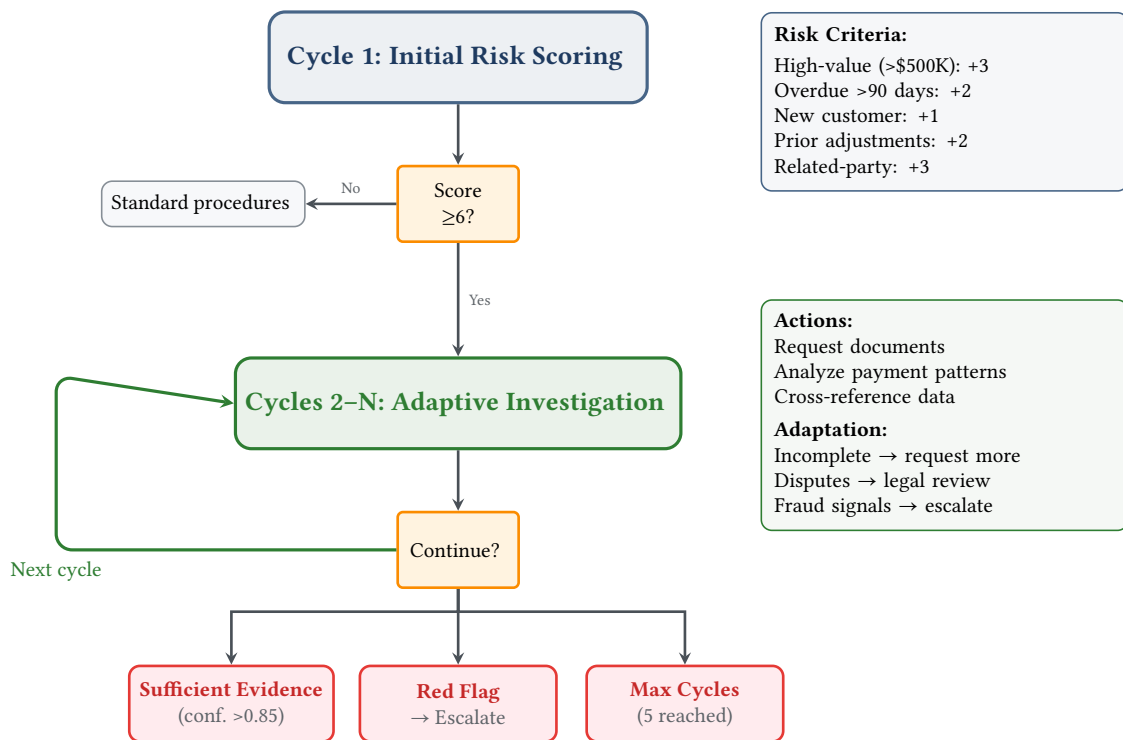 Cycle 1: Initial Risk Scoring
Risk Criteria:
High-value (>$500K): +3
Overdue >90 days: +2
New customer: +1
Prior adjustments: +2
Related-party: +3
No
Standard procedures
Score
≥6?
Yes
Actions:
Request documents
Analyze payment patterns
Cross-reference data
Adaptation:
Incomplete → request more
Disputes → legal review
Fraud signals → escalate
Cycles 2–N: Adaptive Investigation
Continue?
Next cycle
Sufficient Evidence
(conf. >0.85)
Red Flag
→ Escalate
Max Cycles
(5 reached)